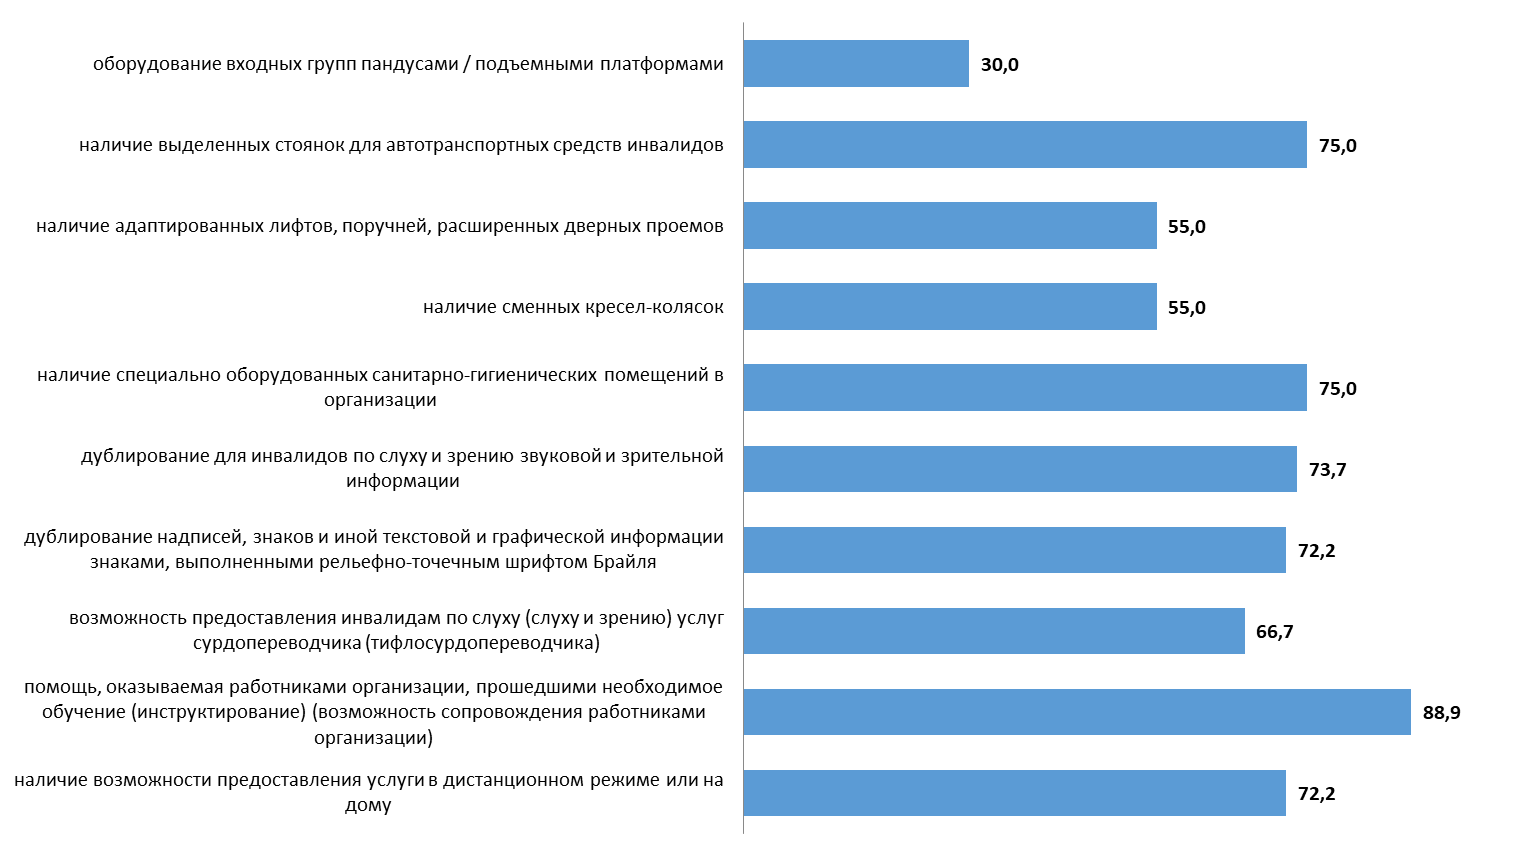 оборудование входных групп пандусами / подъемными платформами
30,0
наличие выделенных стоянок для автотранспортных средств инвалидов
75,0
наличие адаптированных лифтов, поручней, расширенных дверных проемов
55,0
наличие сменных кресел-колясок
55,0
наличие специально оборудованных санитарно-гигиенических помещений в
организации
75,0
дублирование для инвалидов по слуху и зрению звуковой и зрительной
информации
73,7
дублирование надписей, знаков и иной текстовой и графической информации
знаками, выполненными рельефно-точечным шрифтом Брайля
72,2
возможность предоставления инвалидам по слуху (слуху и зрению) услуг
сурдопереводчика (тифлосурдопереводчика)
66,7
помощь, оказываемая работниками организации, прошедшими необходимое
обучение (инструктирование) (возможность сопровождения работниками
организации)
88,9
наличие возможности предоставления услуги в дистанционном режиме или на
дому
72,2